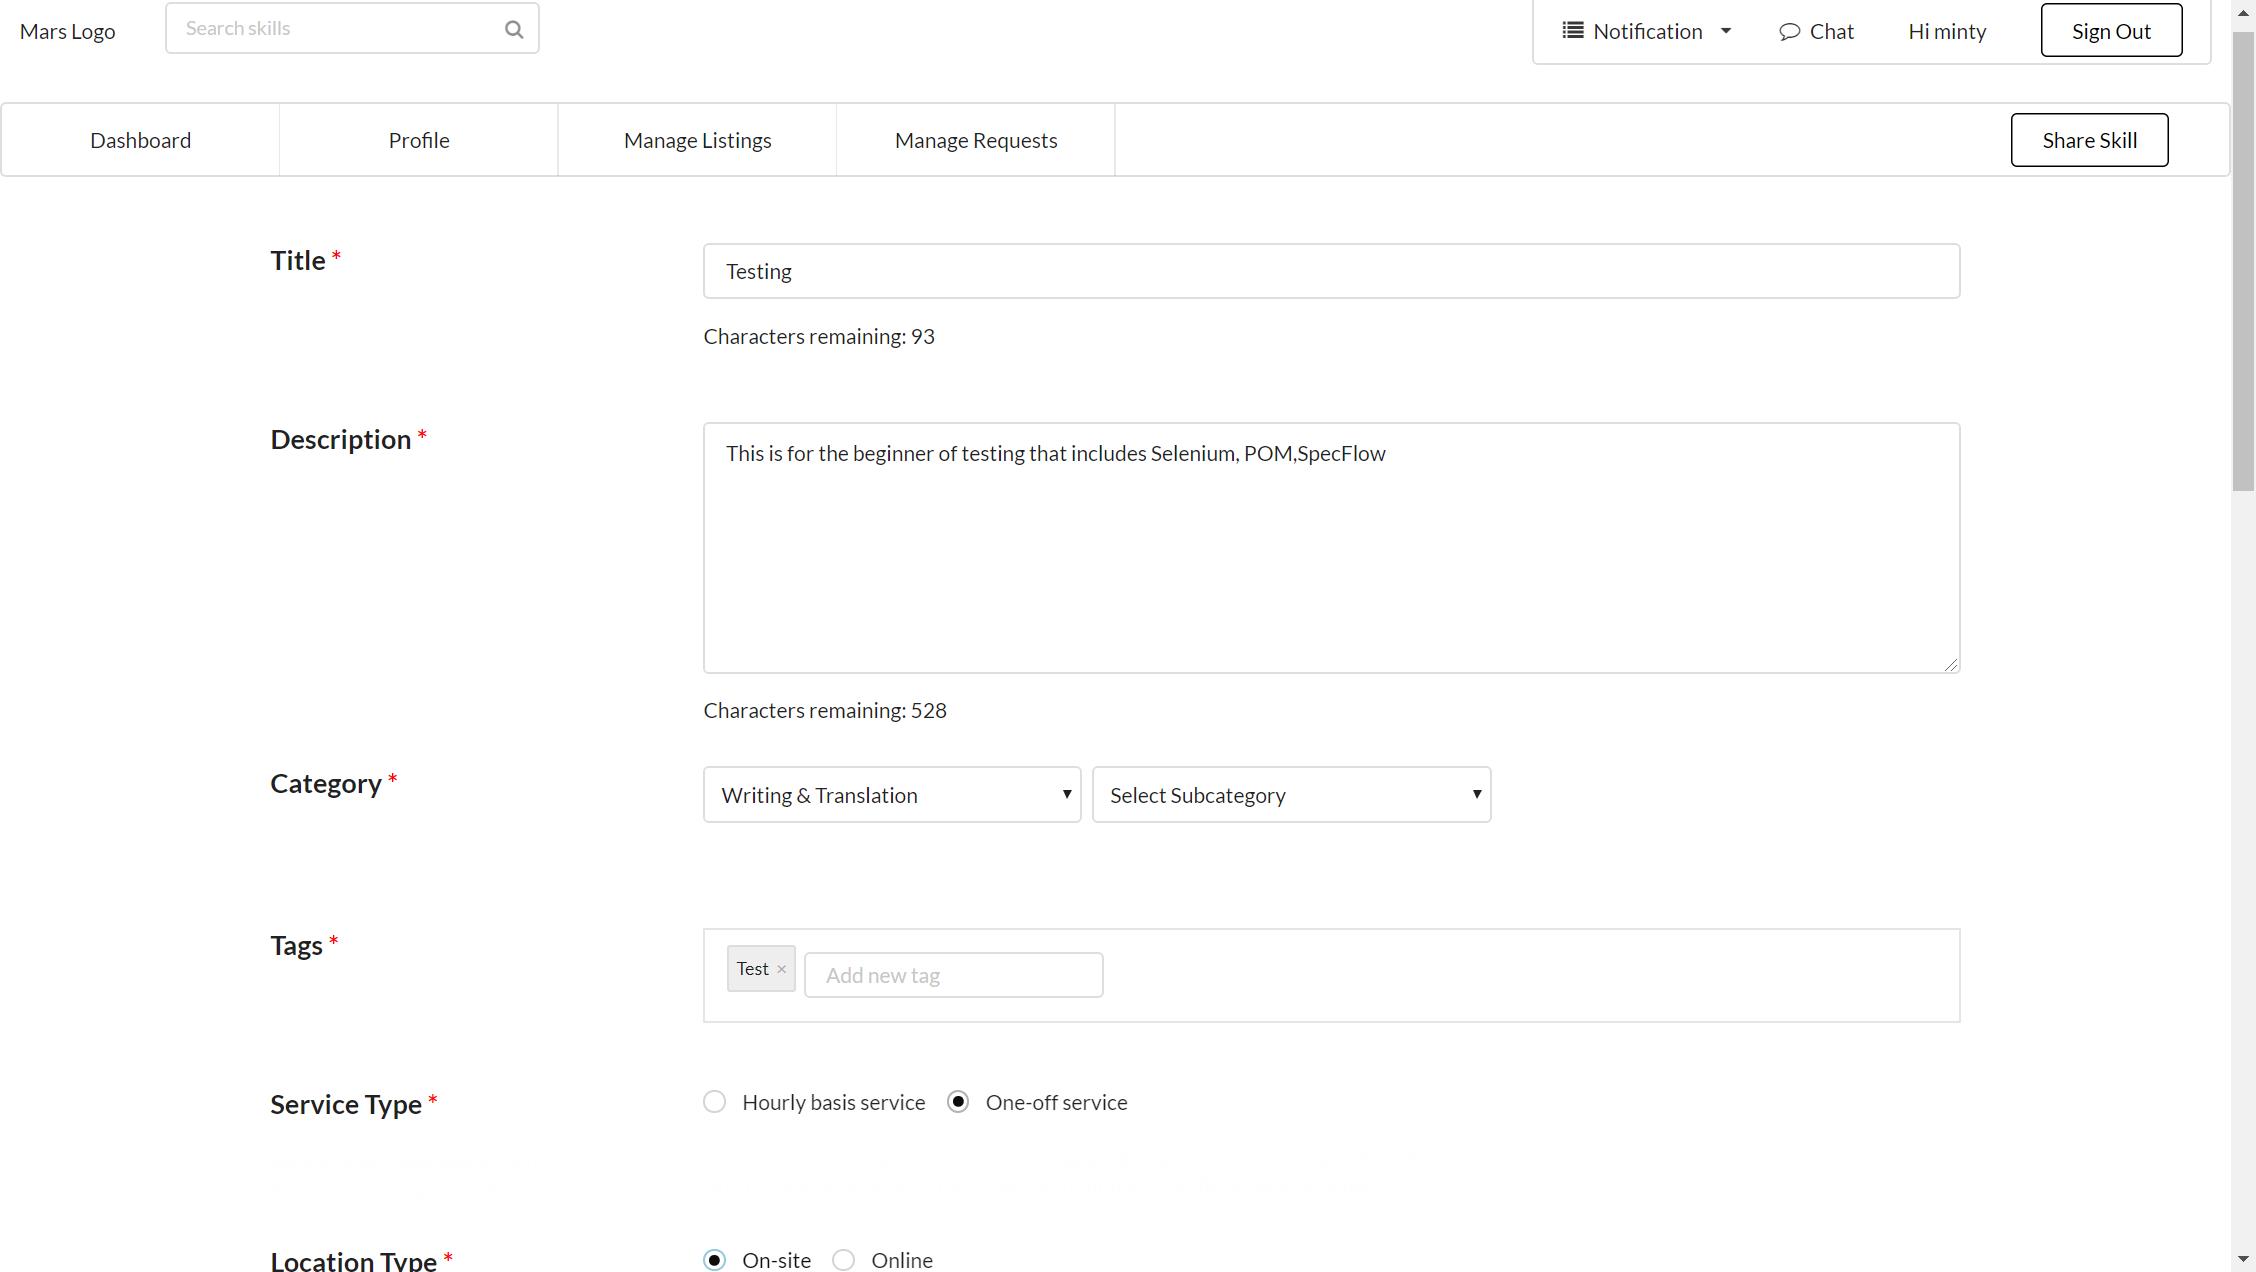 Mars Logo
Search skills
Notification
Chat
Hi minty
Sign Out
Dashboard
Profile
Manage Listings
Manage Requests
Share Skill
Title *
Testing
Characters remaining: 93
Description *
This is for the beginner of testing that includes Selenium, POM,SpecFlow
Characters remaining: 528
Category *
Writing & Translation
Select Subcategory
Tags *
Test ×
Add new tag
Service Type *
Hourly basis service
One-off service
Location Type *
On-site
Online